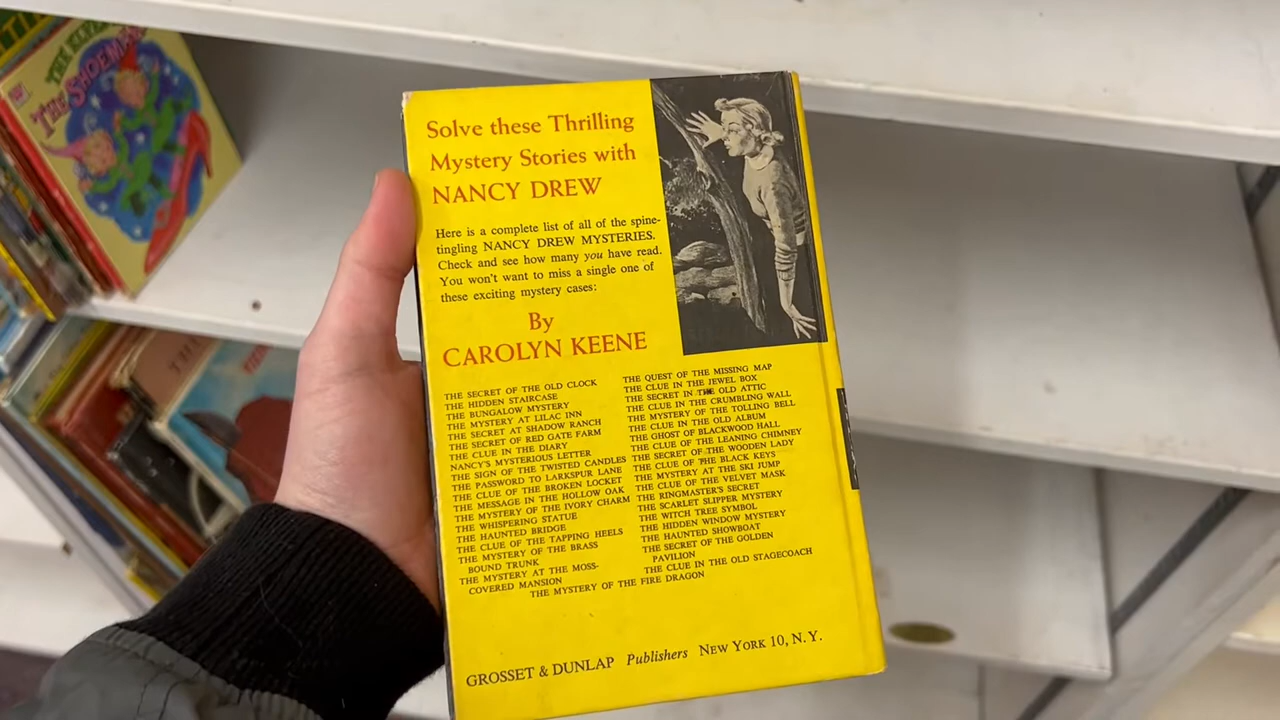 THE SHOEMA
Solve these Thrilling
Mystery Stories with
NANCY DREW
Here is a complete list of all of the spine-
tingling NANCY DREW MYSTERIES.
Check and see how many you have read.
You won't want to miss a single one of
these exciting mystery cases:
By
CAROLYN KEENE
THE SECRET OF THE OLD CLOCK
THE HIDDEN STAIRCASE
THE BUNGALOW MYSTERY
THE MYSTERY AT LILAC INN
THE SECRET AT SHADOW RANCH
THE SECRET OF RED GATE FARM
THE CLUE IN THE DIARY
NANCY'S MYSTERIOUS LETTER
THE SIGN OF THE TWISTED CANDLES
THE PASSWORD TO LARKSPUR LANE
THE CLUE OF THE BROKEN LOCKET
THE MESSAGE IN THE HOLLOW OAK
THE MYSTERY OF THE IVORY CHARM
THE WHISPERING STATUE
THE HAUNTED BRIDGE
THE CLUE OF THE TAPPING HEELS
THE MYSTERY OF THE BRASS
BOUND TRUNK
THE MYSTERY AT THE MOSS-
COVERED MANSION
THE QUEST OF THE MISSING MAP
THE CLUE IN THE JEWEL BOX
THE SECRET IN THE OLD ATTIC
THE CLUE IN THE CRUMBLING WALL
THE MYSTERY OF THE TOLLING BELL
THE CLUE IN THE OLD ALBUM
THE GHOST OF BLACKWOOD HALL
THE CLUE OF THE LEANING CHIMNEY
THE SECRET OF THE WOODEN LADY
THE CLUE OF THE BLACK KEYS
THE MYSTERY AT THE SKI JUMP
THE CLUE OF THE VELVET MASK
THE RINGMASTER'S SECRET
THE SCARLET SLIPPER MYSTERY
THE WITCH TREE SYMBOL
THE HIDDEN WINDOW MYSTERY
THE HAUNTED SHOWBOAT
THE SECRET OF THE GOLDEN
PAVILION
THE CLUE IN THE OLD STAGECOACH
THE MYSTERY OF THE FIRE DRAGON
GROSSET & DUNLAP Publishers NEW YORK 10, N. Y.